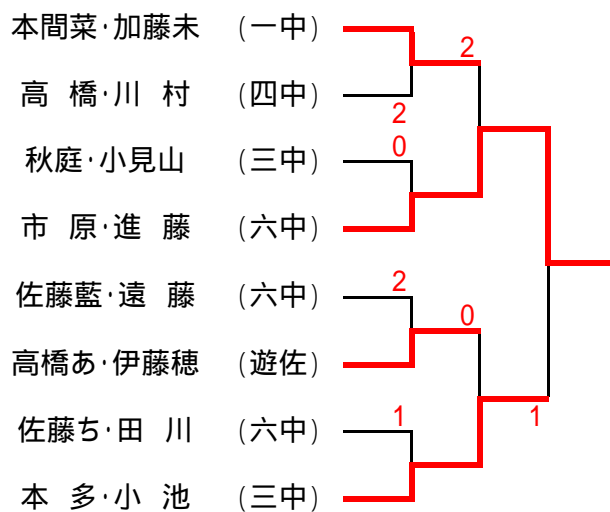 本間菜・加藤未 (一中)
2
高 橋・川 村 (四中)
2
0
秋庭・小見山 (三中)
市 原・進 藤 (六中)
佐藤藍・遠 藤 (六中)
2
0
高橋あ・伊藤穂 (遊佐)
佐藤ち・田 川 (六中)
1
1
本 多・小 池 (三中)